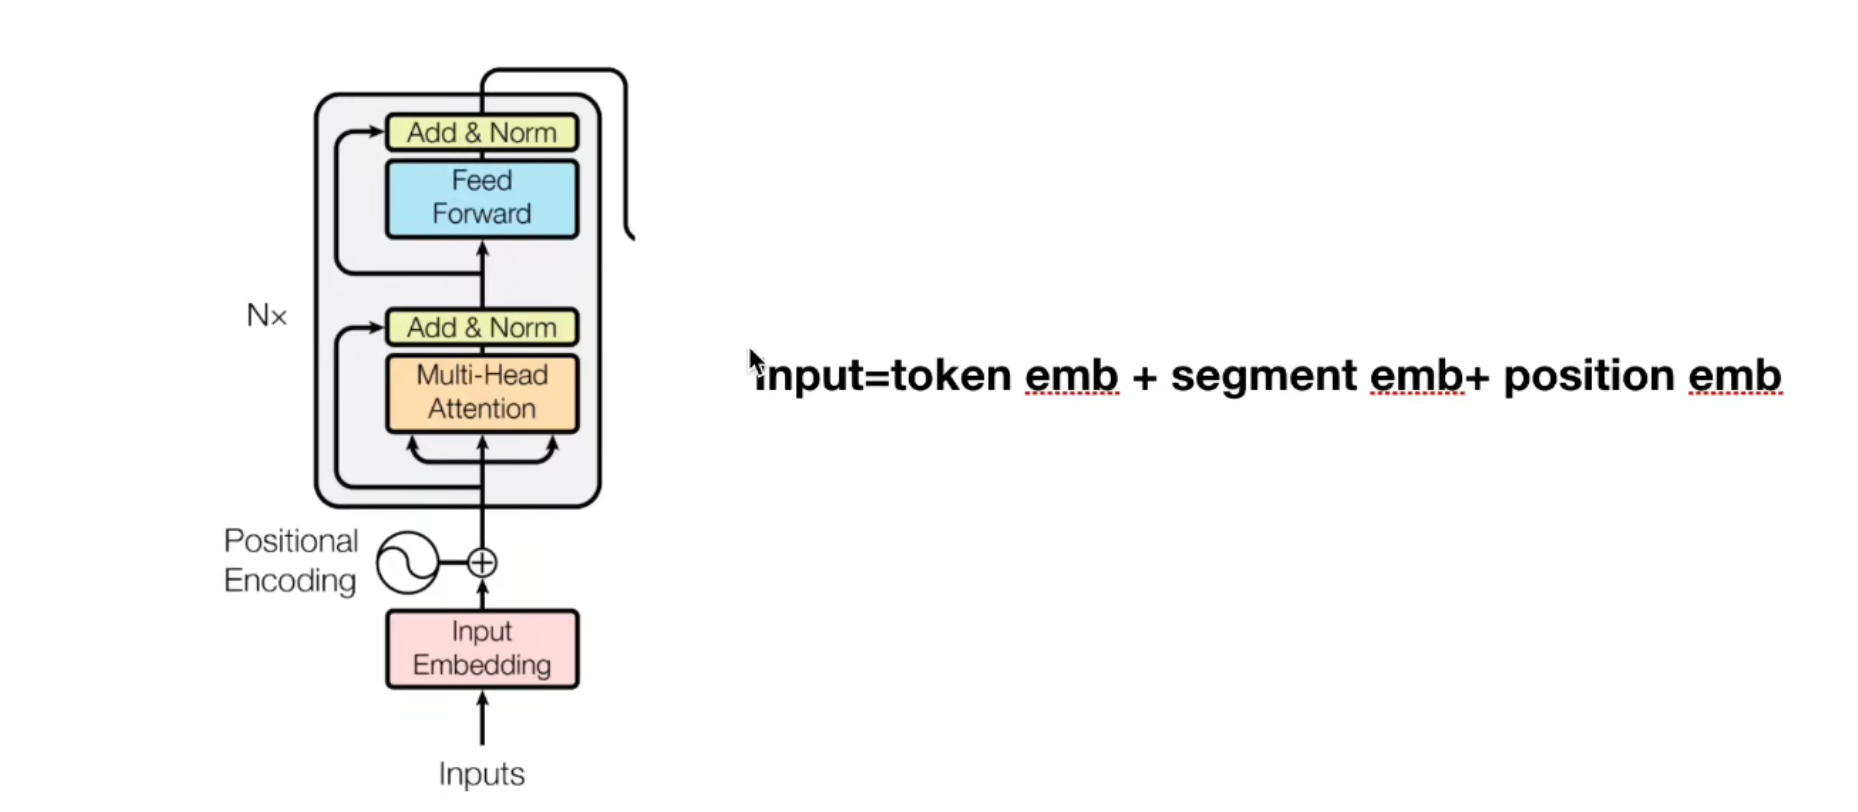 Add & Norm
Feed
Forward
Nx
Add & Norm
Multi-Head
Attention
Input=token emb + segment emb+ position emb
Positional
Encoding
Input
Embedding
Inputs